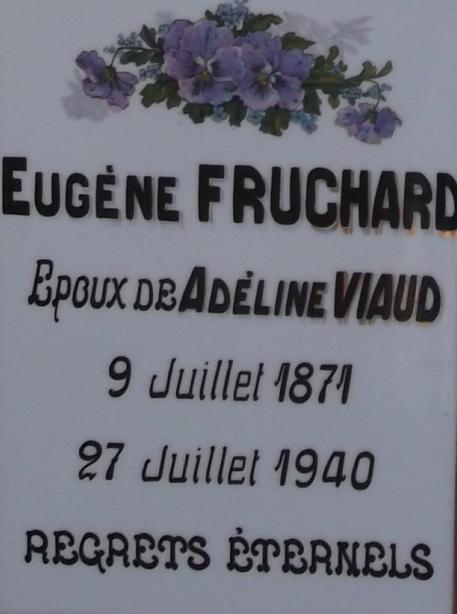 EUGÈNE FRUCHARD
Epoux DE ADÉLINE VIAUD
9 Juillet 1871
27 Juillet 1940
REGRETS ÉTERNELS